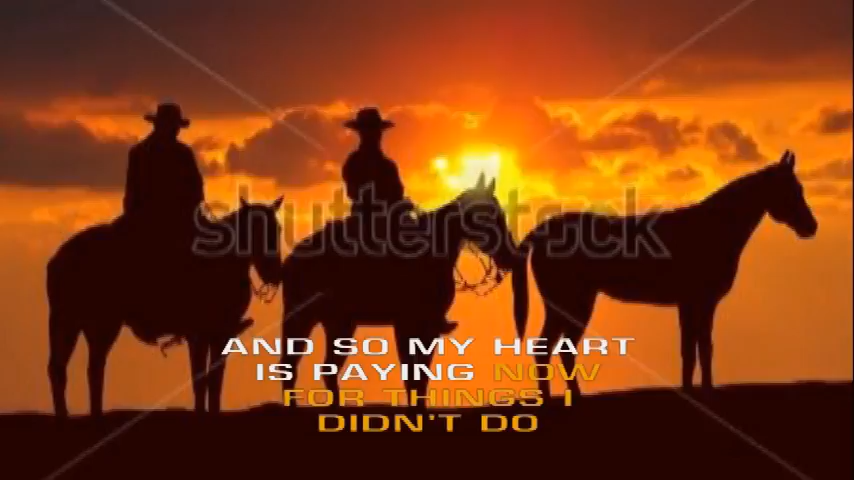 shutterstock
AND SO MY HEART
IS PAYING NOW
FOR THINGS I
DIDN'T DO